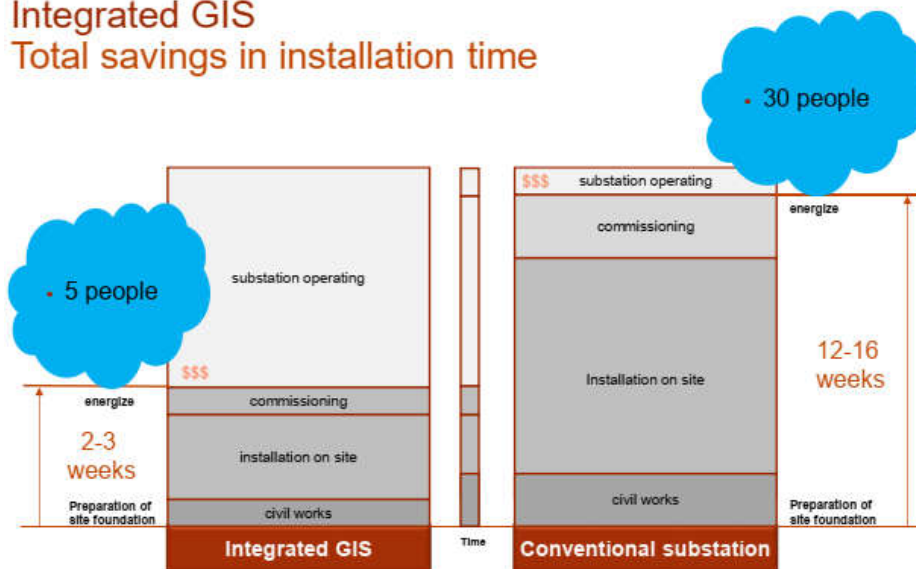 Integrated GIS
Total savings in installation time
• 30 people
$$$ substation operating
energize
commissioning
substation operating
• 5 people
Installation on site
12-16
weeks
$$$
energize
commissioning
2-3
weeks
installation on site
Preparation of
site foundation
civil works
civil works
Preparation of
site foundation
Integrated GIS
Time
Conventional substation